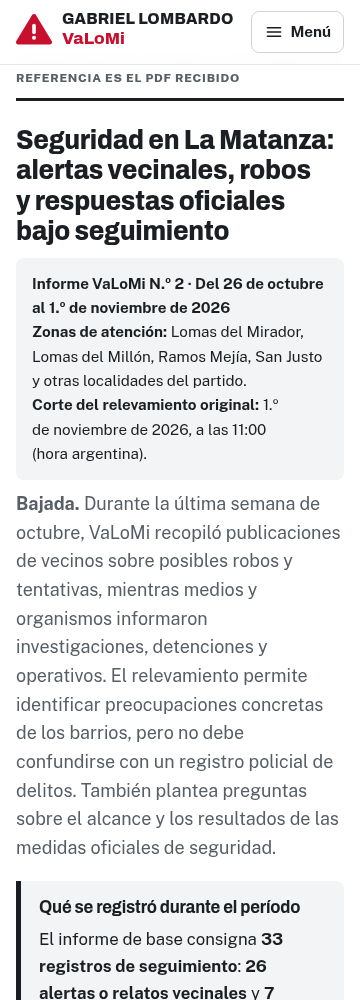 GABRIEL LOMBARDO
VaLoMi
Menú
REFERENCIA ES EL PDF RECIBIDO
Seguridad en La Matanza:
alertas vecinales, robos
y respuestas oficiales
bajo seguimiento
Informe VaLoMi N.º 2 · Del 26 de octubre
al 1.º de noviembre de 2026
Zonas de atención: Lomas del Mirador,
Lomas del Millón, Ramos Mejía, San Justo
y otras localidades del partido.
Corte del relevamiento original: 1.º
de noviembre de 2026, a las 11:00
(hora argentina).
Bajada. Durante la última semana de
octubre, VaLoMi recopiló publicaciones
de vecinos sobre posibles robos y
tentativas, mientras medios y
organismos informaron
investigaciones, detenciones y
operativos. El relevamiento permite
identificar preocupaciones concretas
de los barrios, pero no debe
confundirse con un registro policial de
delitos. También plantea preguntas
sobre el alcance y los resultados de las
medidas oficiales de seguridad.
Qué se registró durante el período
El informe de base consigna 33
registros de seguimiento: 26
alertas o relatos vecinales y 7